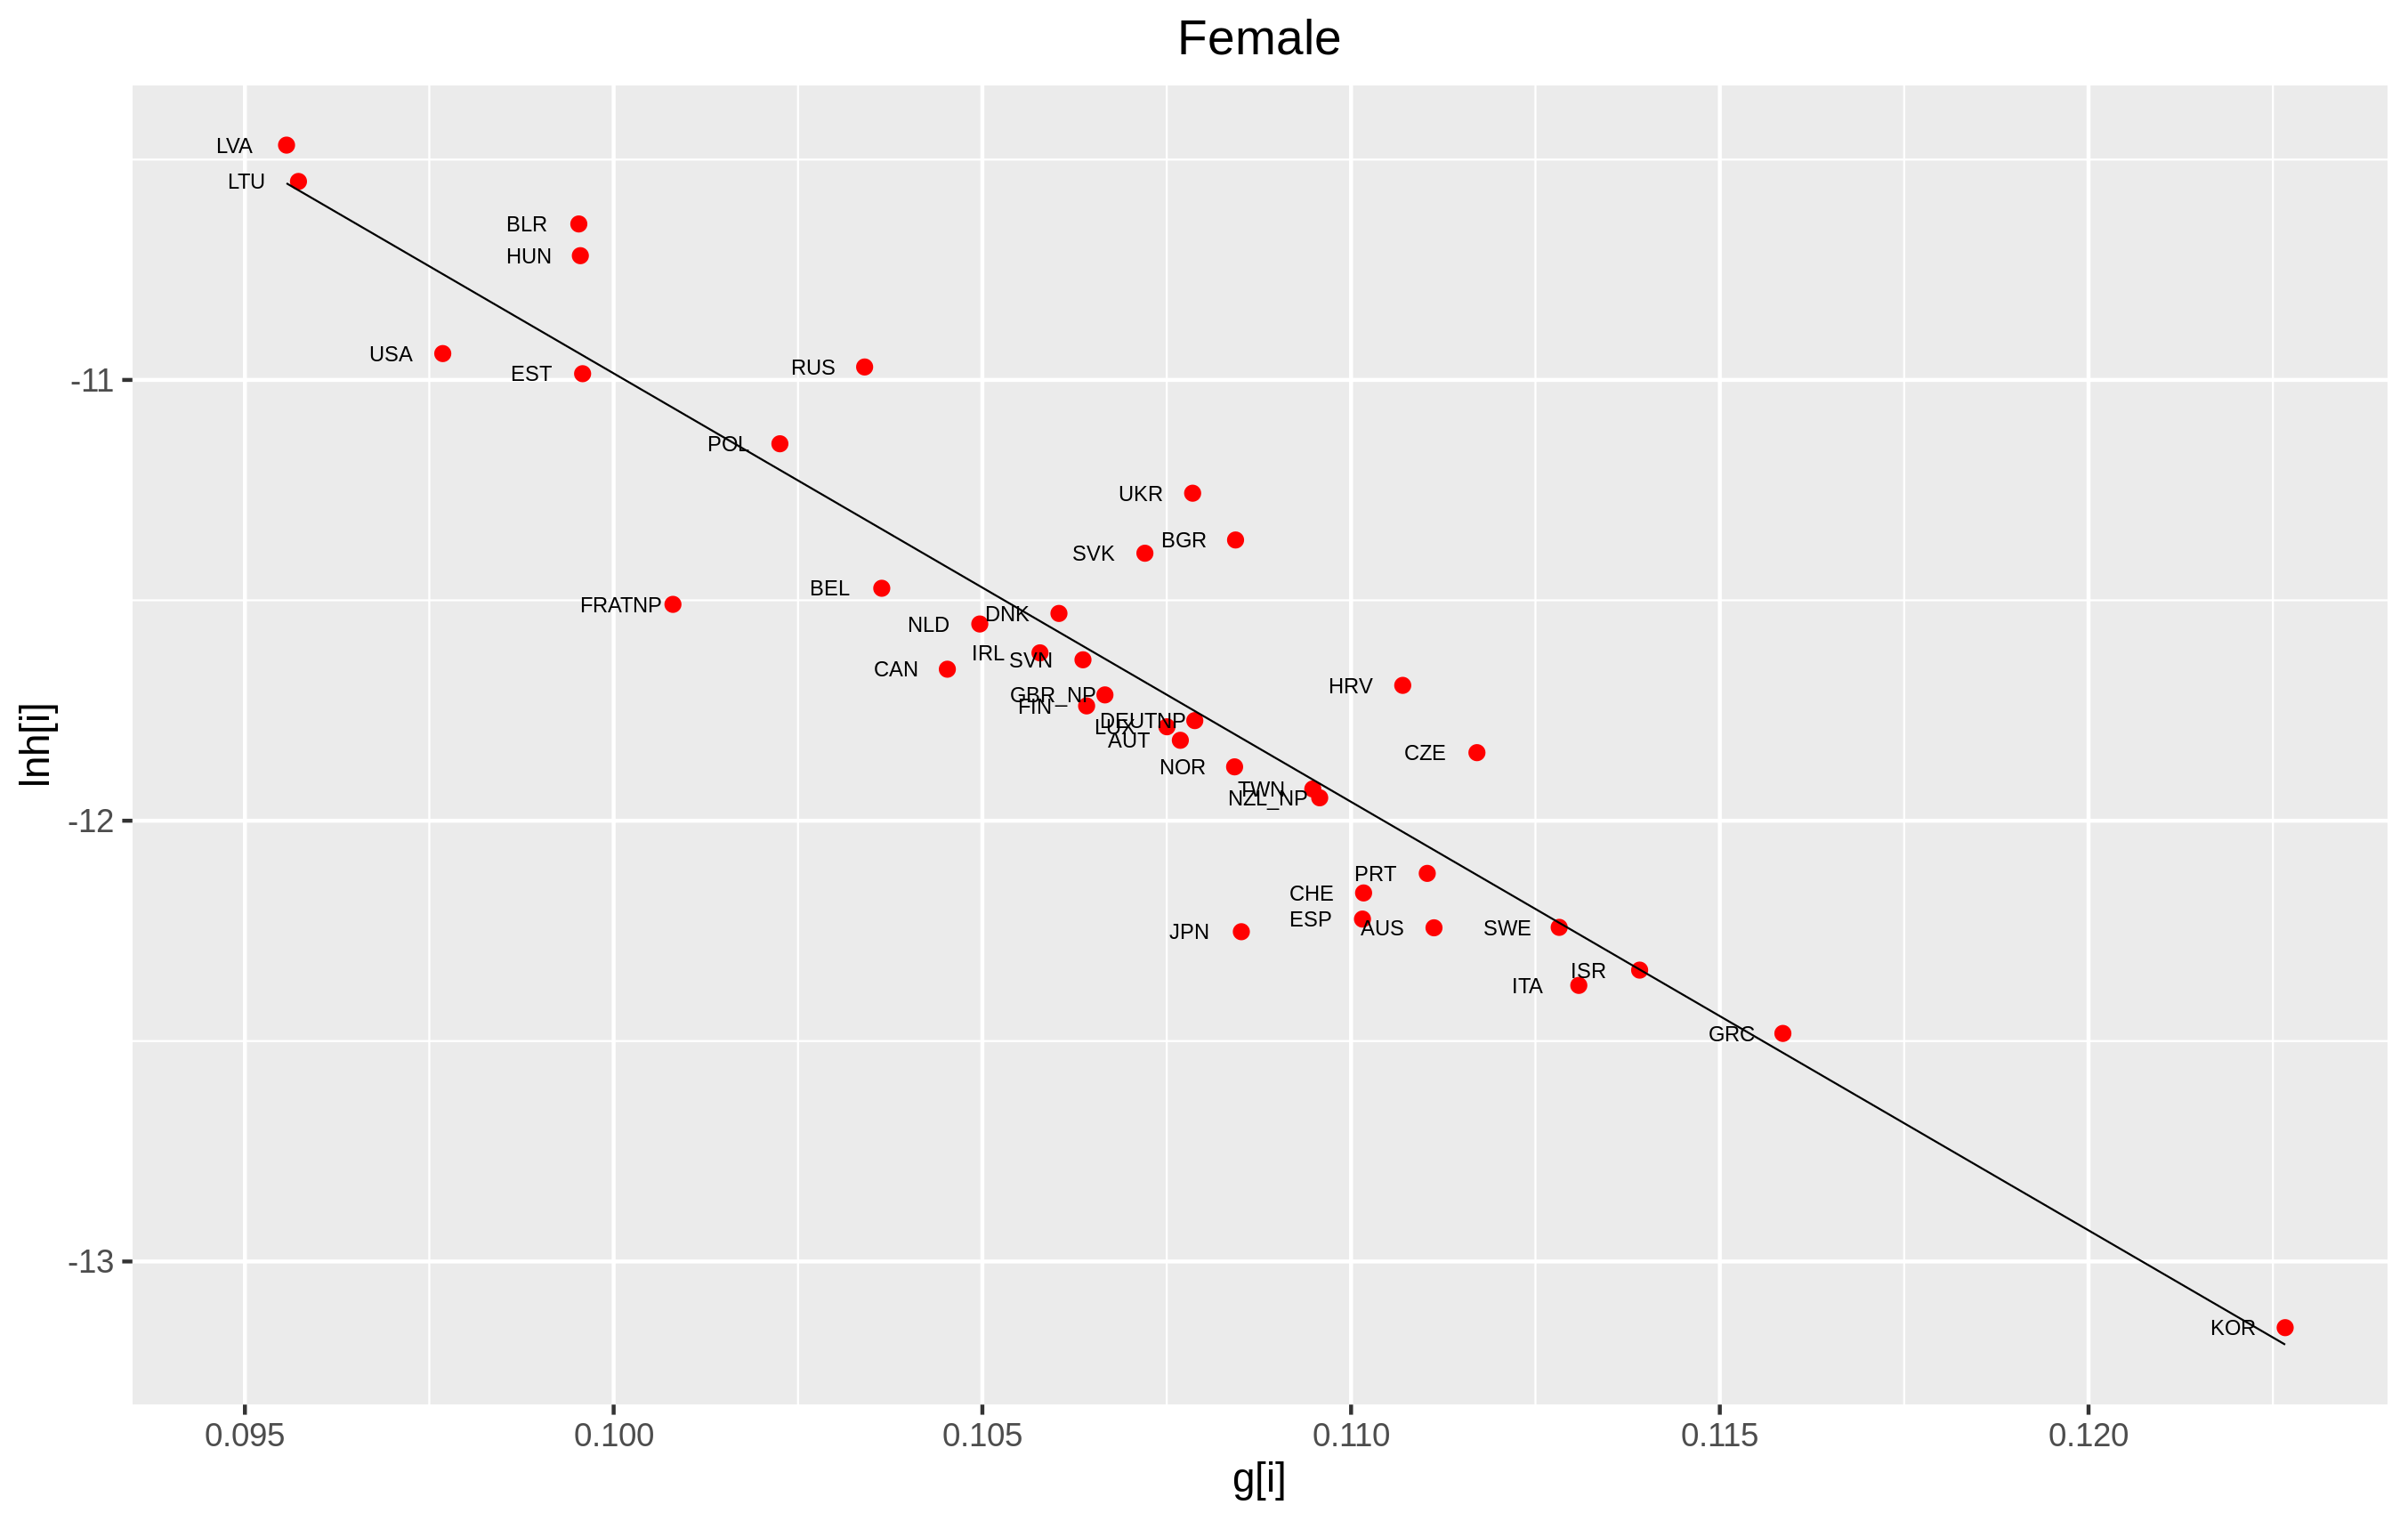 Female
LVA
LTU
BLR
HUN
USA
EST
RUS
-11
POL
UKR
BGR
SVK
BEL
FRATNP
DNK
NLD
IRL
SVN
CAN
HRV
GBR_NP
FIN
DEUTNP
LUX
AUT
CZE
NOR
TWN
NZL_NP
-12
PRT
CHE
ESP
AUS
SWE
JPN
ISR
ITA
GRC
-13
KOR
lnh[i]
0.095 0.100 0.105 0.110 0.115 0.120
g[i]